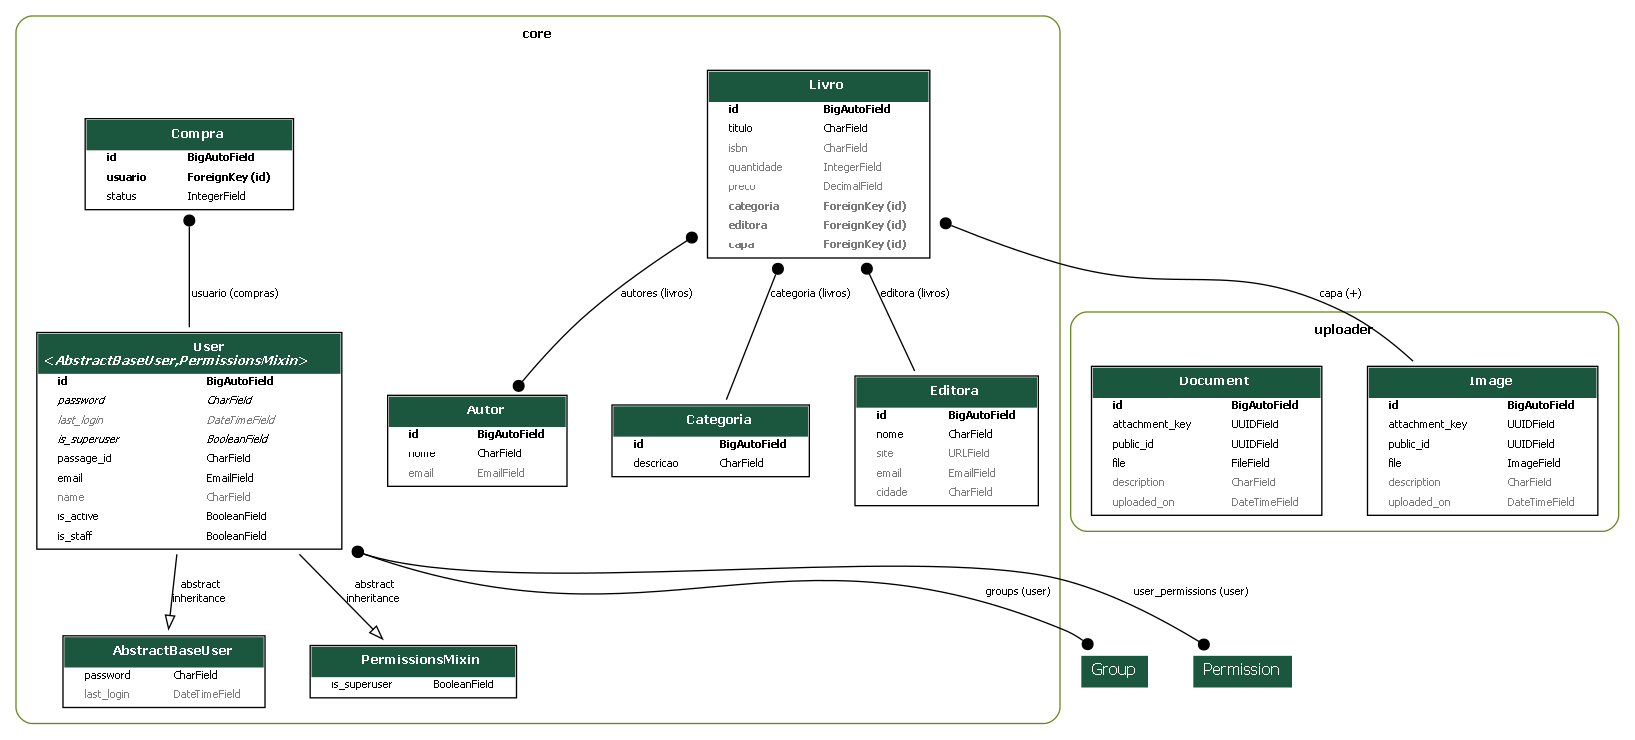 core
Livro
id BigAutoField
titulo CharField
isbn CharField
quantidade IntegerField
preco DecimalField
categoria ForeignKey (id)
editora ForeignKey (id)
capa ForeignKey (id)
Compra
id BigAutoField
usuario ForeignKey (id)
status IntegerField
usuario (compras)
autores (livros)
categoria (livros)
editora (livros)
capa (+)
uploader
User
<AbstractBaseUser,PermissionsMixin>
id BigAutoField
password CharField
last_login DateTimeField
is_superuser BooleanField
passage_id CharField
email EmailField
name CharField
is_active BooleanField
is_staff BooleanField
Autor
id BigAutoField
nome CharField
email EmailField
Categoria
id BigAutoField
descricao CharField
Editora
id BigAutoField
nome CharField
site URLField
email EmailField
cidade CharField
Document
id BigAutoField
attachment_key UUIDField
public_id UUIDField
file FileField
description CharField
uploaded_on DateTimeField
Image
id BigAutoField
attachment_key UUIDField
public_id UUIDField
file ImageField
description CharField
uploaded_on DateTimeField
abstract
inheritance
abstract
inheritance
groups (user)
user_permissions (user)
AbstractBaseUser
password CharField
last_login DateTimeField
PermissionsMixin
is_superuser BooleanField
Group
Permission